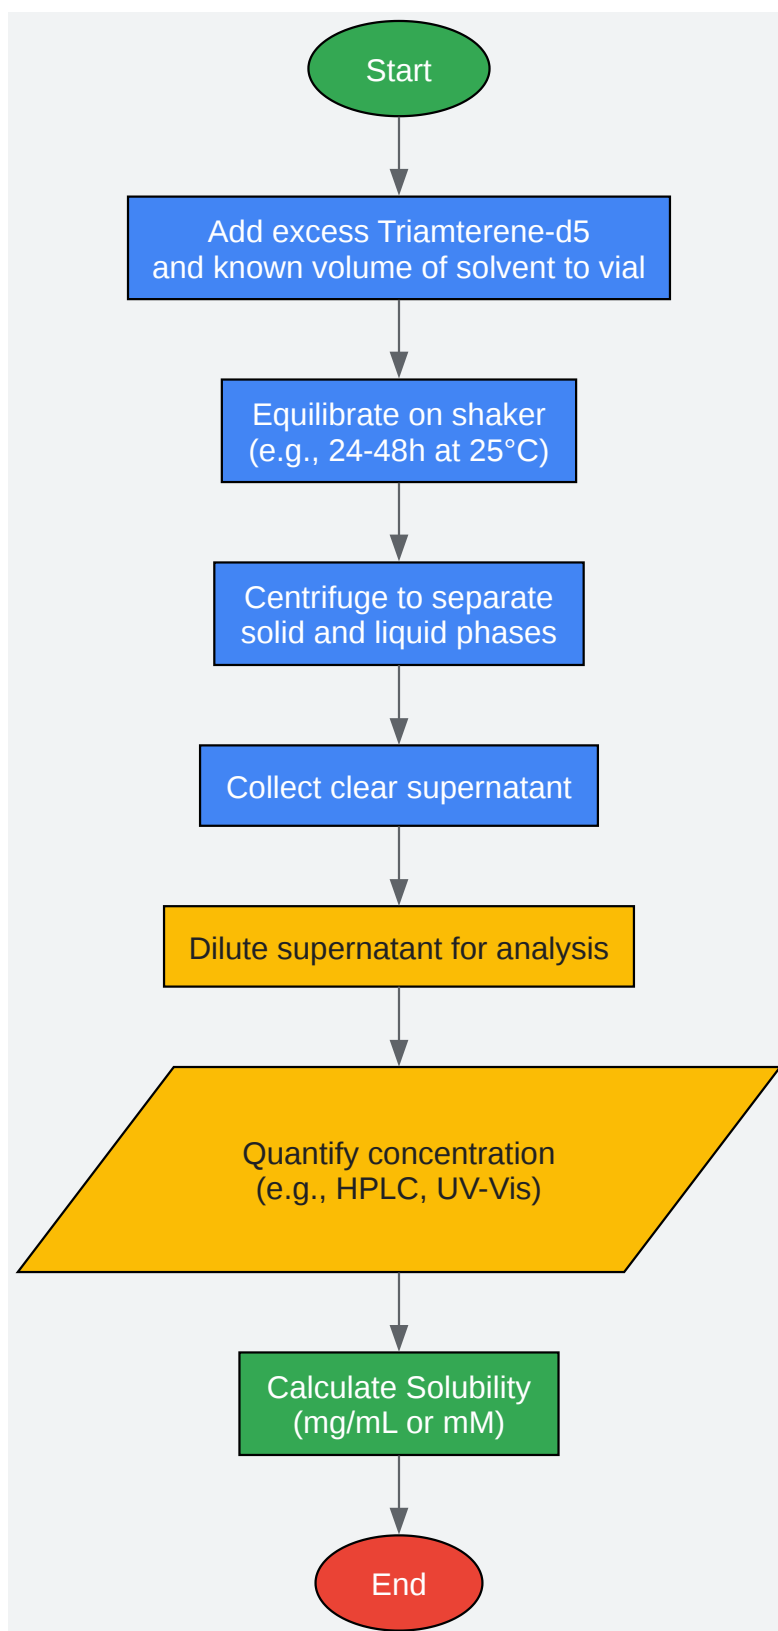 Start
Add excess Triamterene-d5
and known volume of solvent to vial
Equilibrate on shaker
(e.g., 24-48h at 25°C)
Centrifuge to separate
solid and liquid phases
Collect clear supernatant
Dilute supernatant for analysis
Quantify concentration
(e.g., HPLC, UV-Vis)
Calculate Solubility
(mg/mL or mM)
End